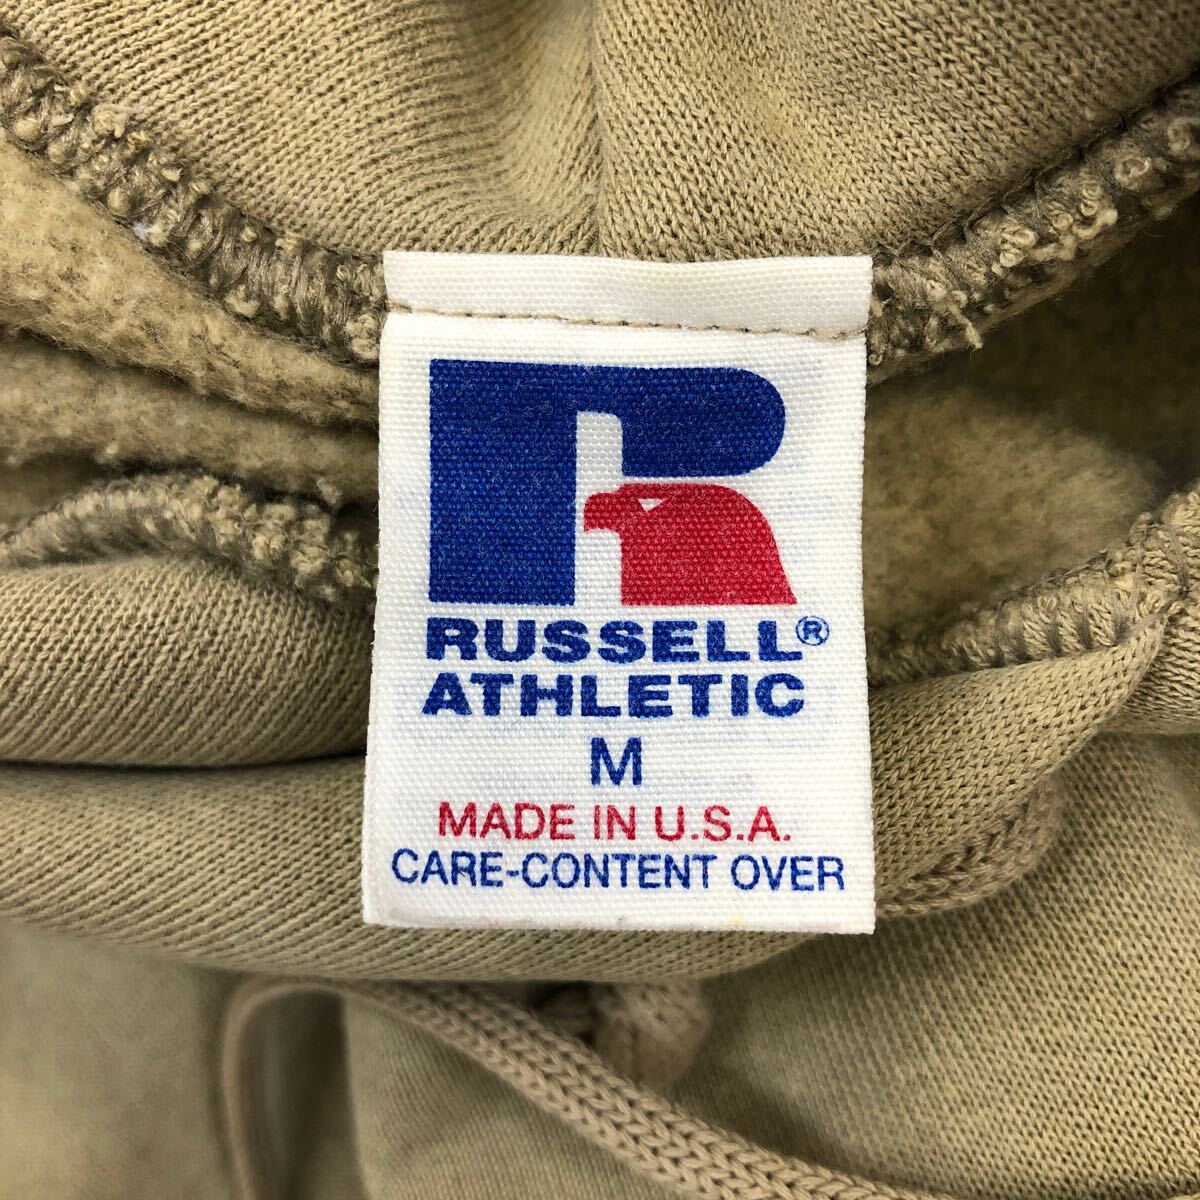 R
RUSSELL®
ATHLETIC
M
MADE IN U.S.A.
CARE-CONTENT OVER